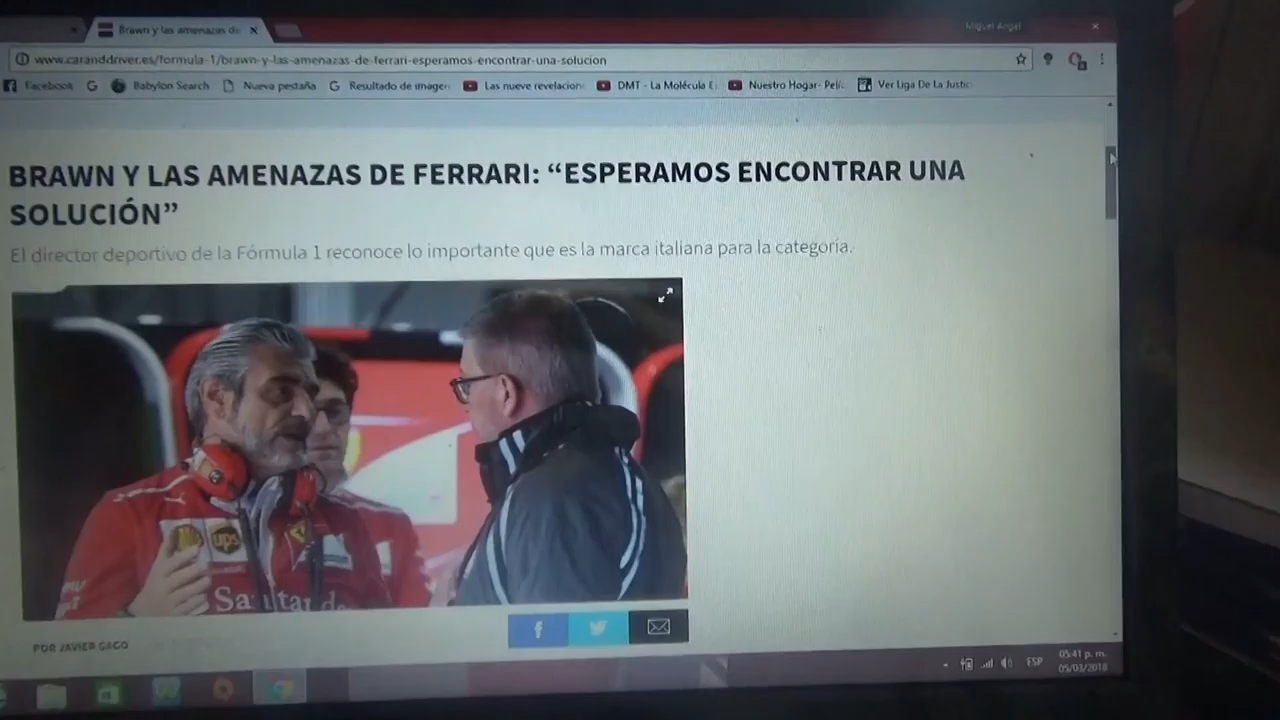 Brawn y las amenazas de
Miguel Angel
www.caranddriver.es/formula-1/brawn-y-las-amenazas-de-ferrari-esperamos-encontrar-una-solucion
Facebook
Babylon Search
Nueva pestaña
Resultado de imagen
Las nueve revelacion
DMT - La Molécula E
Nuestro Hogar- Pelíc
Ver Liga De La Justic
BRAWN Y LAS AMENAZAS DE FERRARI: “ESPERAMOS ENCONTRAR UNA
SOLUCIÓN”
El director deportivo de la Fórmula 1 reconoce lo importante que es la marca italiana para la categoría.
ups
Santande
POR JAVIER GAGO
ESP
05:41 p. m.
05/03/2018